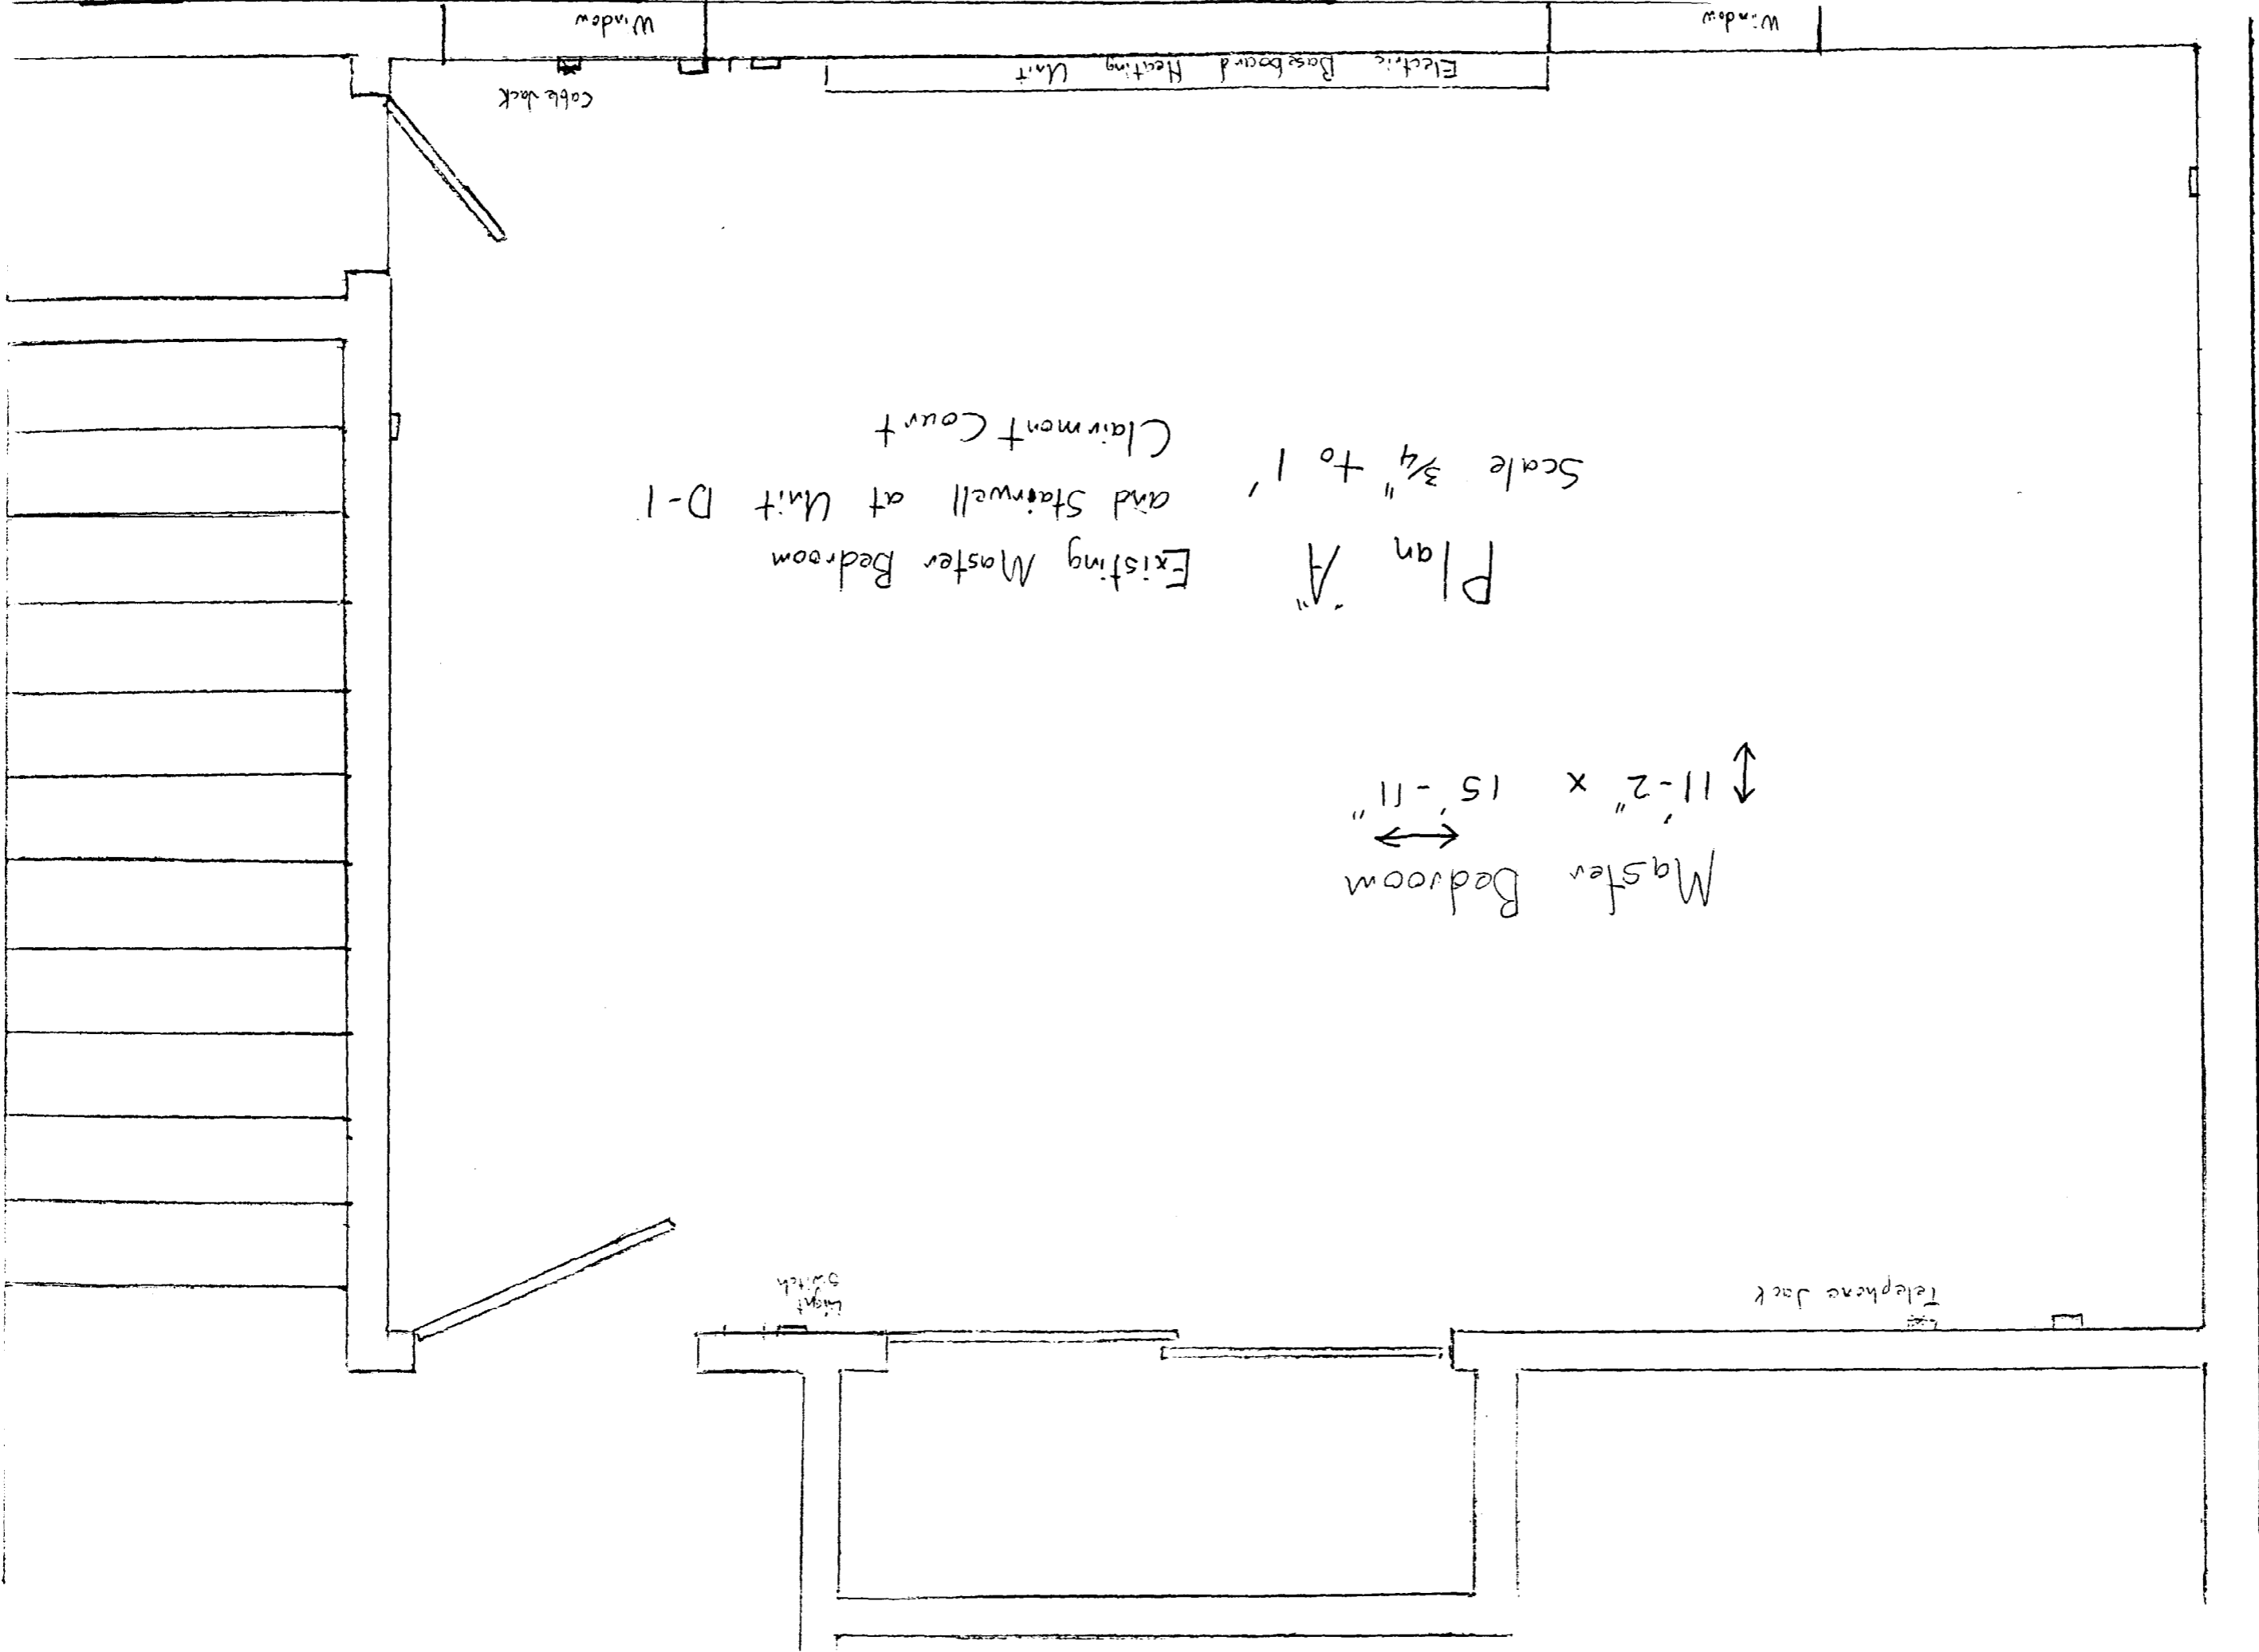 Telephone Jack
Light
Switch
Master Bedroom
11'-2" x 15'-11"
Plan "A"
Scale 3/4" to 1'
Existing Master Bedroom
and Stairwell at Unit D-1
Clairmont Court
Cable Jack
Electric Baseboard Heating Unit
Window
Window